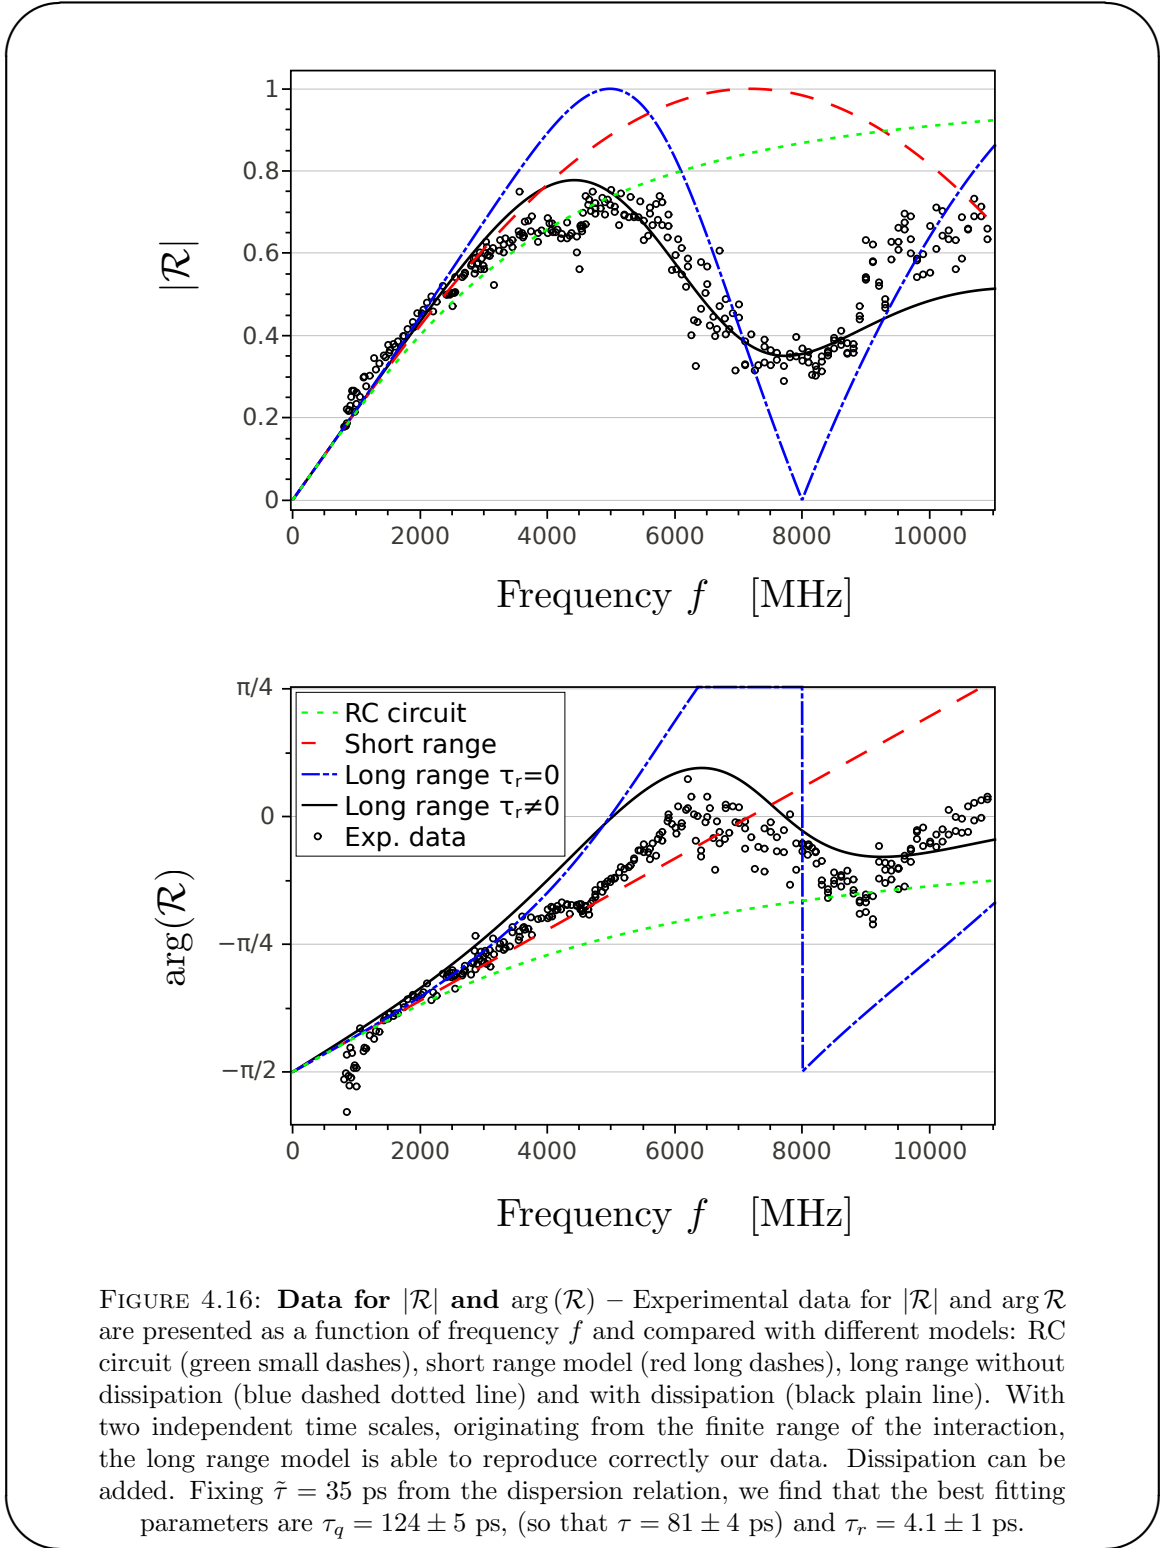 1
0.8
0.6
0.4
0.2
0
|ℛ|
0 2000 4000 6000 8000 10000
Frequency f [MHz]
π/4
0
−π/4
−π/2
arg(ℛ)
RC circuit
Short range
Long range τr=0
Long range τr≠0
Exp. data
0 2000 4000 6000 8000 10000
Frequency f [MHz]
FIGURE 4.16: Data for |ℛ| and arg (ℛ) – Experimental data for |ℛ| and arg ℛ
are presented as a function of frequency f and compared with different models: RC
circuit (green small dashes), short range model (red long dashes), long range without
dissipation (blue dashed dotted line) and with dissipation (black plain line). With
two independent time scales, originating from the finite range of the interaction,
the long range model is able to reproduce correctly our data. Dissipation can be
added. Fixing τ̃ = 35 ps from the dispersion relation, we find that the best fitting
parameters are τq = 124 ± 5 ps, (so that τ = 81 ± 4 ps) and τr = 4.1 ± 1 ps.